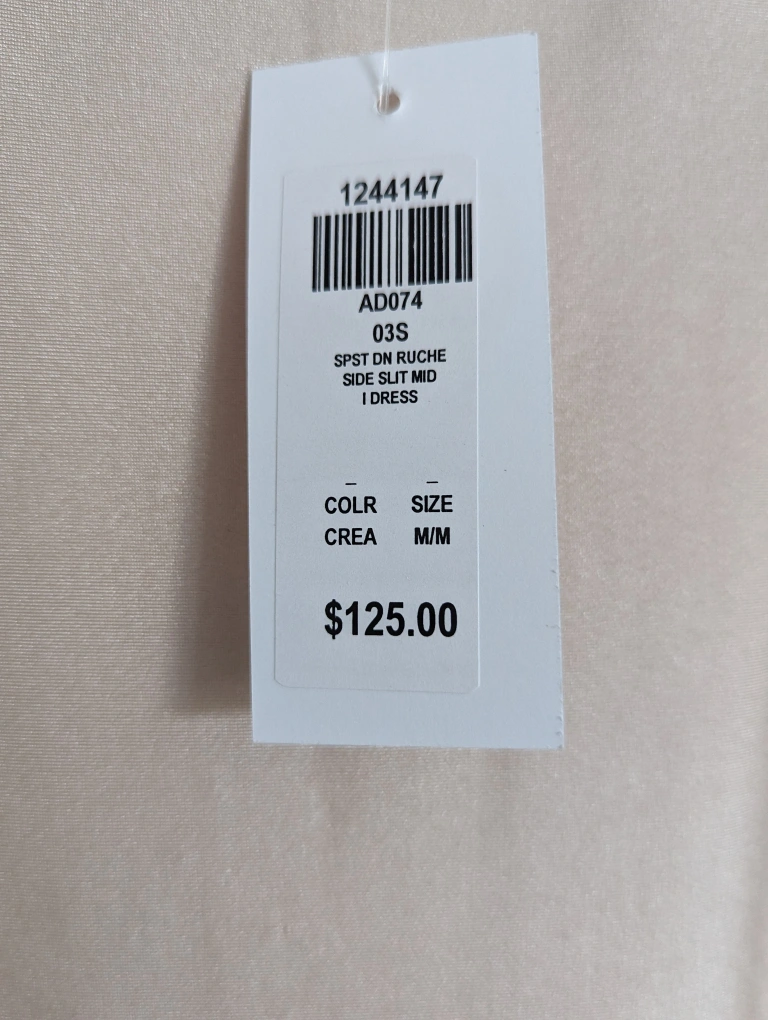 1244147
AD074
03S
SPST DN RUCHE
SIDE SLIT MID
I DRESS
_ _
COLR SIZE
CREA M/M
$125.00